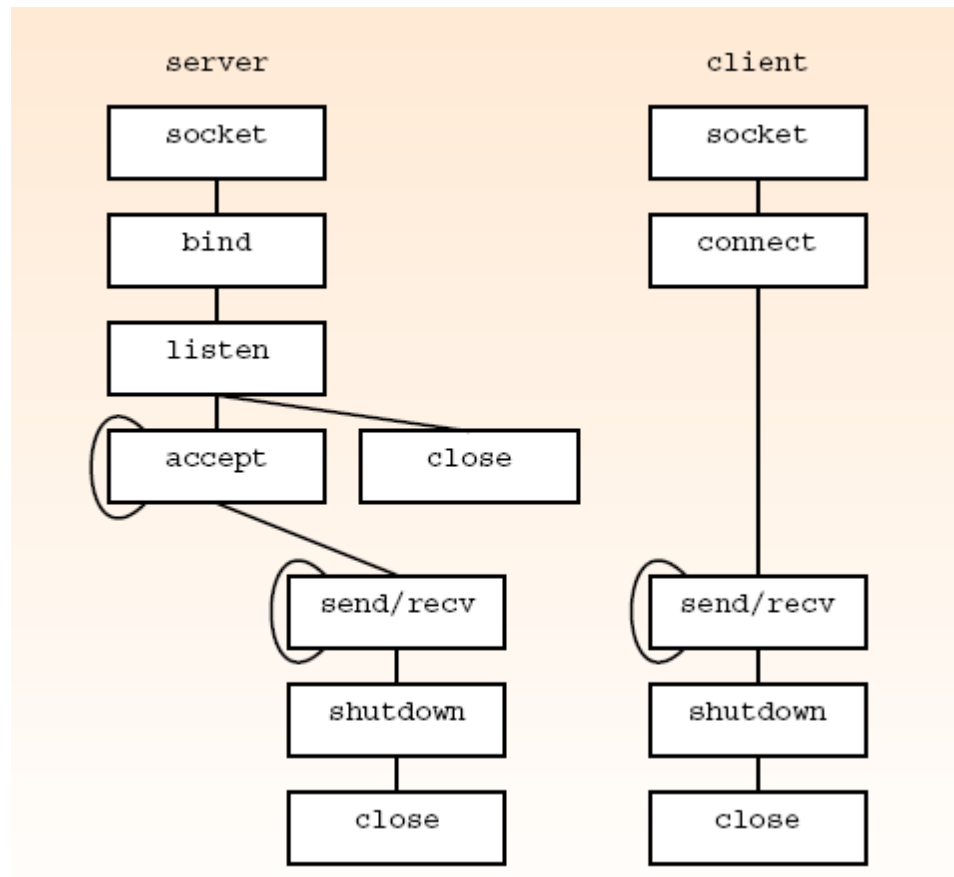 server
client
socket
socket
bind
connect
listen
accept
close
send/recv
send/recv
shutdown
shutdown
close
close